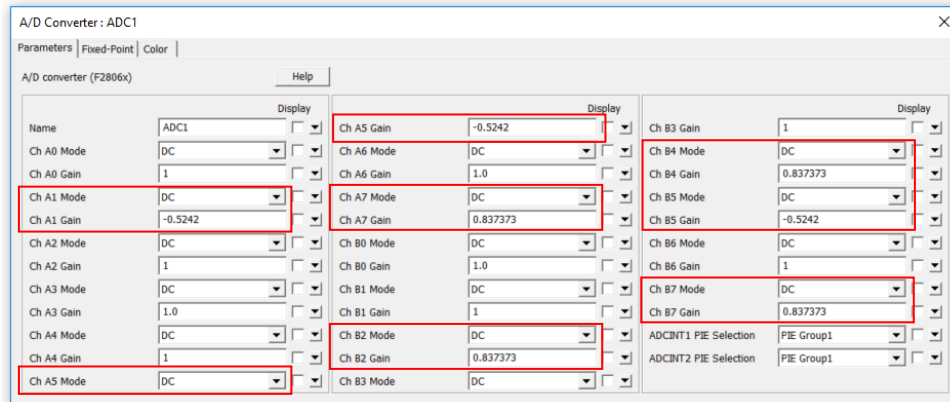 A/D Converter : ADC1
Parameters Fixed-Point Color
A/D converter (F2806x) Help
Display
Name ADC1
Ch A0 Mode DC
Ch A0 Gain 1
Ch A1 Mode DC
Ch A1 Gain -0.5242
Ch A2 Mode DC
Ch A2 Gain 1
Ch A3 Mode DC
Ch A3 Gain 1.0
Ch A4 Mode DC
Ch A4 Gain 1
Ch A5 Mode DC
Display
Ch A5 Gain -0.5242
Ch A6 Mode DC
Ch A6 Gain 1.0
Ch A7 Mode DC
Ch A7 Gain 0.837373
Ch B0 Mode DC
Ch B0 Gain 1.0
Ch B1 Mode DC
Ch B1 Gain 1
Ch B2 Mode DC
Ch B2 Gain 0.837373
Ch B3 Mode DC
Display
Ch B3 Gain 1
Ch B4 Mode DC
Ch B4 Gain 0.837373
Ch B5 Mode DC
Ch B5 Gain -0.5242
Ch B6 Mode DC
Ch B6 Gain 1
Ch B7 Mode DC
Ch B7 Gain 0.837373
ADCINT1 PIE Selection PIE Group1
ADCINT2 PIE Selection PIE Group1